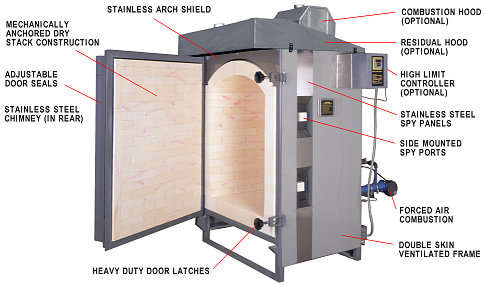 STAINLESS ARCH SHIELD
COMBUSTION HOOD
(OPTIONAL)
MECHANICALLY
ANCHORED DRY
STACK CONSTRUCTION
RESIDUAL HOOD
(OPTIONAL)
ADJUSTABLE
DOOR SEALS
HIGH LIMIT
CONTROLLER
(OPTIONAL)
STAINLESS STEEL
CHIMNEY (IN REAR)
STAINLESS STEEL
SPY PANELS
SIDE MOUNTED
SPY PORTS
FORCED AIR
COMBUSTION
DOUBLE SKIN
VENTILATED FRAME
HEAVY DUTY DOOR LATCHES